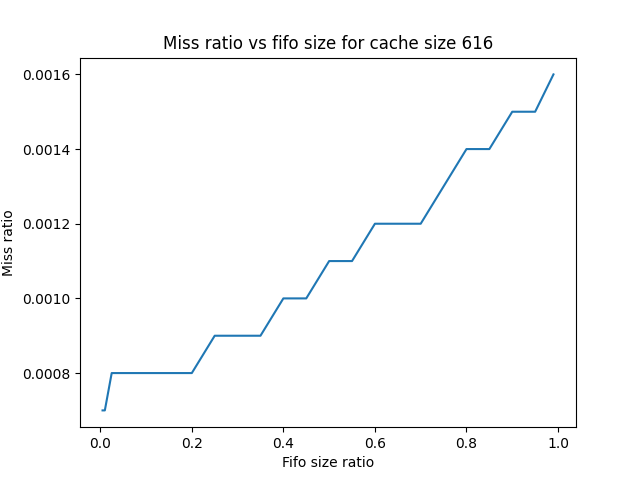 Miss ratio vs fifo size for cache size 616
0.0016
0.0014
0.0012
0.0010
0.0008
Miss ratio
0.0 0.2 0.4 0.6 0.8 1.0
Fifo size ratio